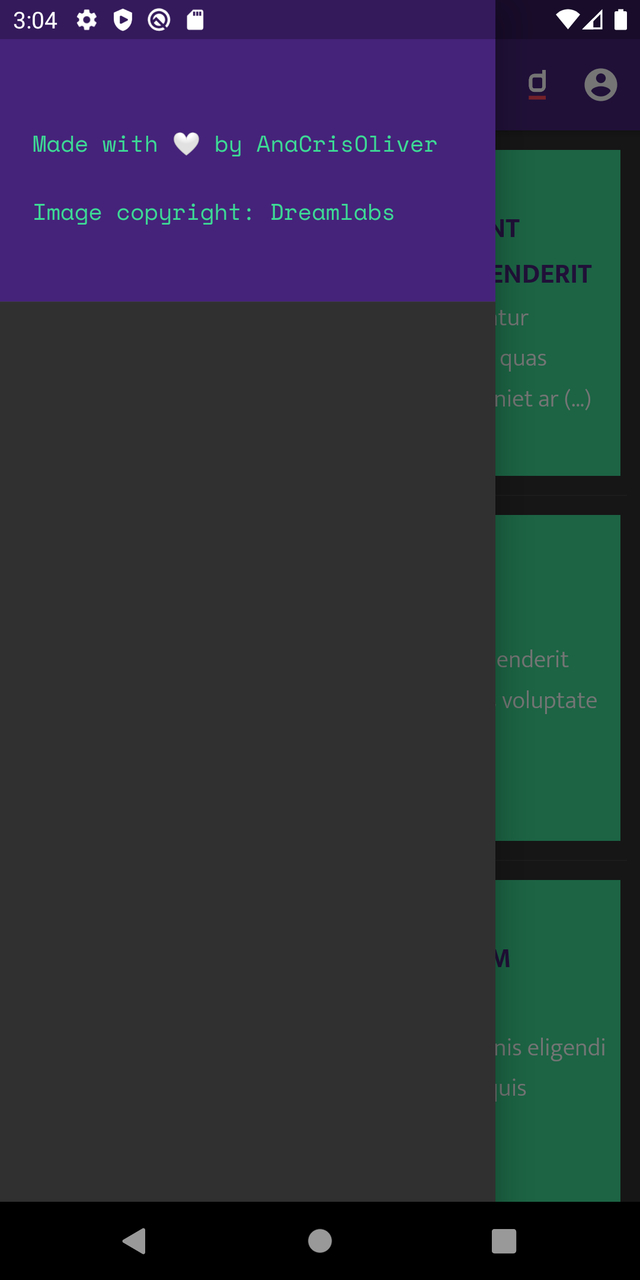 3:04
d
Made with 🤍 by AnaCrisOliver
Image copyright: Dreamlabs
NT
ENDERIT
tur
quas
niet ar (...)
enderit
voluptate
M
nis eligendi
quis